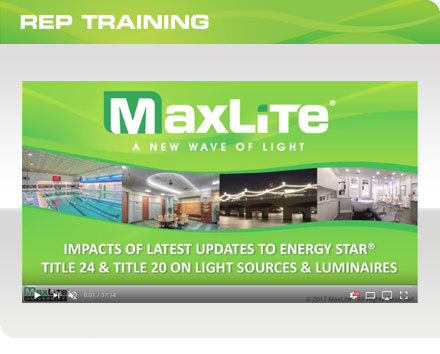 REP TRAINING
MAXLITE®
A NEW WAVE OF LIGHT
IMPACTS OF LATEST UPDATES TO ENERGY STAR®
TITLE 24 & TITLE 20 ON LIGHT SOURCES & LUMINAIRES
MAXLITE
0:01 / 37:14
© 2017 MaxLite